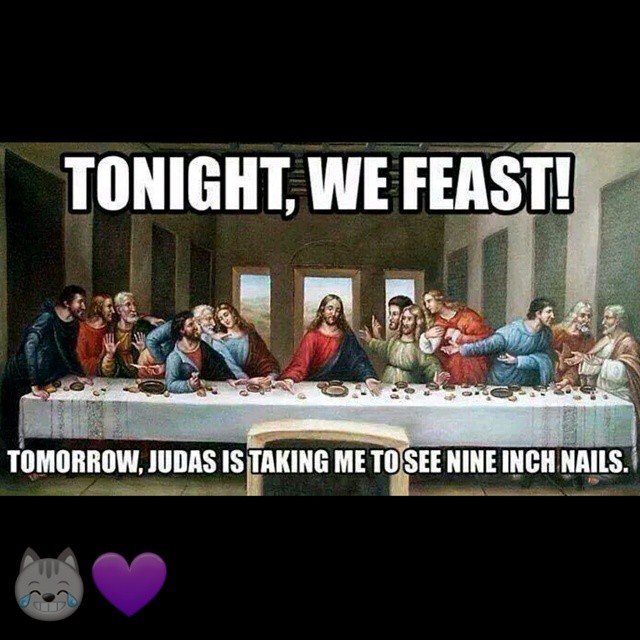 TONIGHT, WE FEAST!
TOMORROW, JUDAS IS TAKING ME TO SEE NINE INCH NAILS.